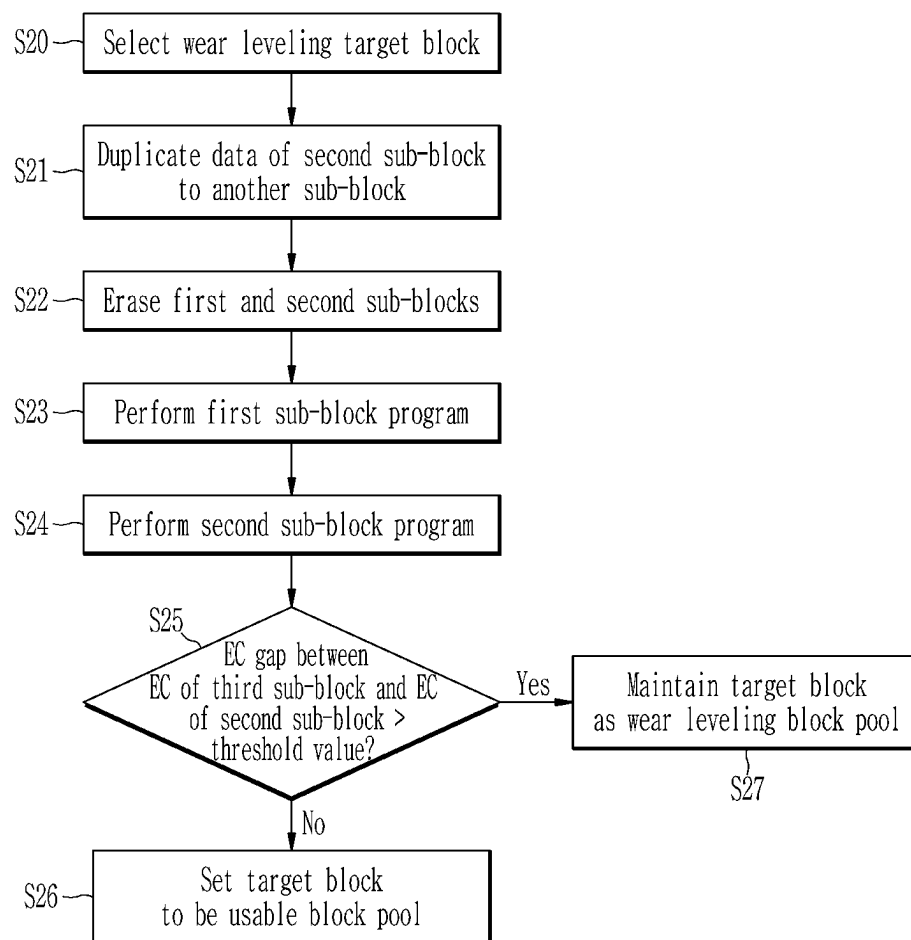 S20
Select wear leveling target block
S21
Duplicate data of second sub-block
to another sub-block
S22
Erase first and second sub-blocks
S23
Perform first sub-block program
S24
Perform second sub-block program
S25
EC gap between
EC of third sub-block and EC
of second sub-block >
threshold value?
Yes
Maintain target block
as wear leveling block pool
S27
No
S26
Set target block
to be usable block pool